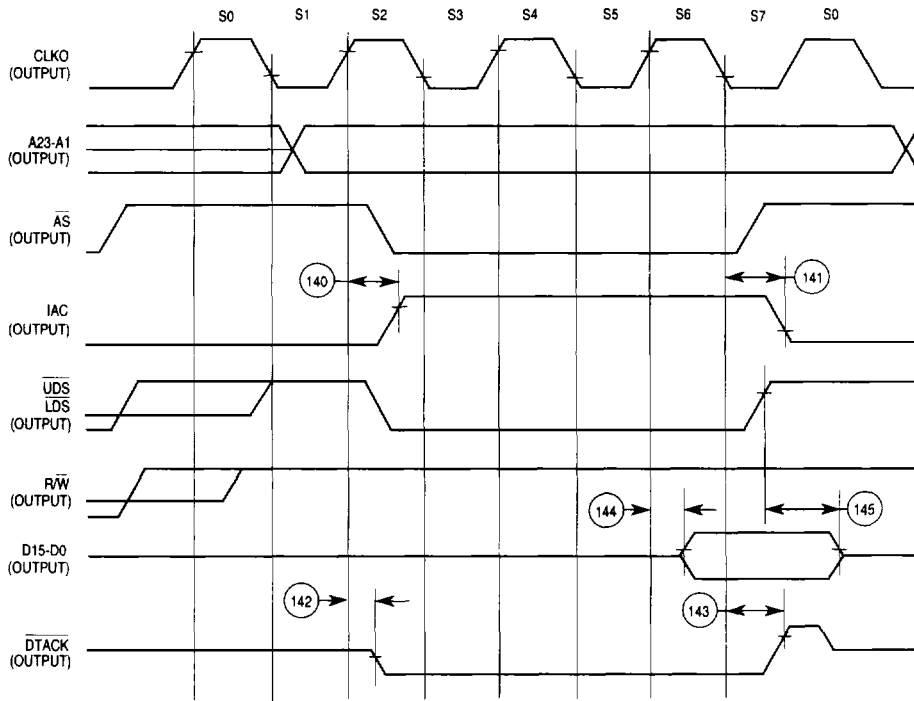 S0 S1 S2 S3 S4 S5 S6 S7 S0
CLKO
(OUTPUT)
A23-A1
(OUTPUT)
AS
(OUTPUT)
140
141
IAC
(OUTPUT)
UDS
LDS
(OUTPUT)
R/W
144
145
D15-D0
(OUTPUT)
142
143
DTACK
(OUTPUT)